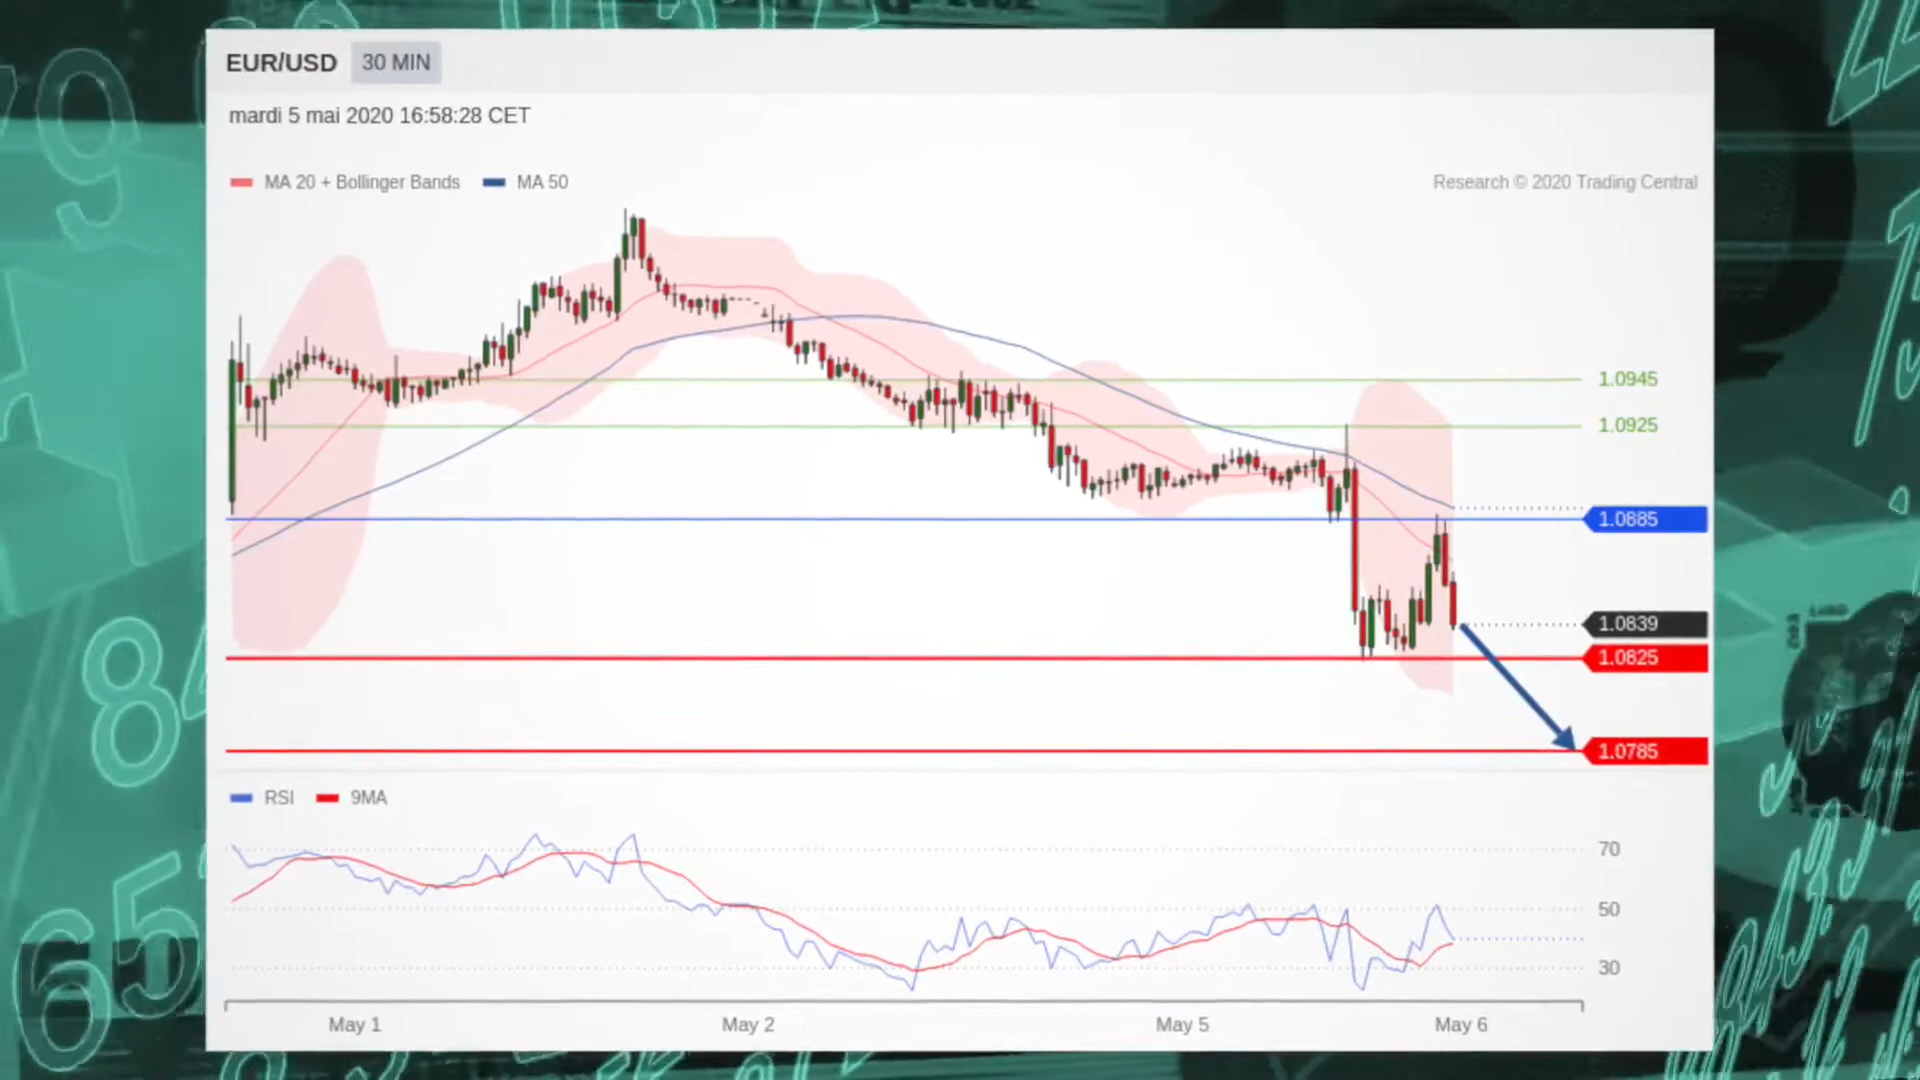 EUR/USD 30 MIN
mardi 5 mai 2020 16:58:28 CET
MA 20 + Bollinger Bands MA 50
Research © 2020 Trading Central
1.0945
1.0925
1.0885
1.0839
1.0825
1.0785
RSI 9MA
70
50
30
May 1 May 2 May 5 May 6